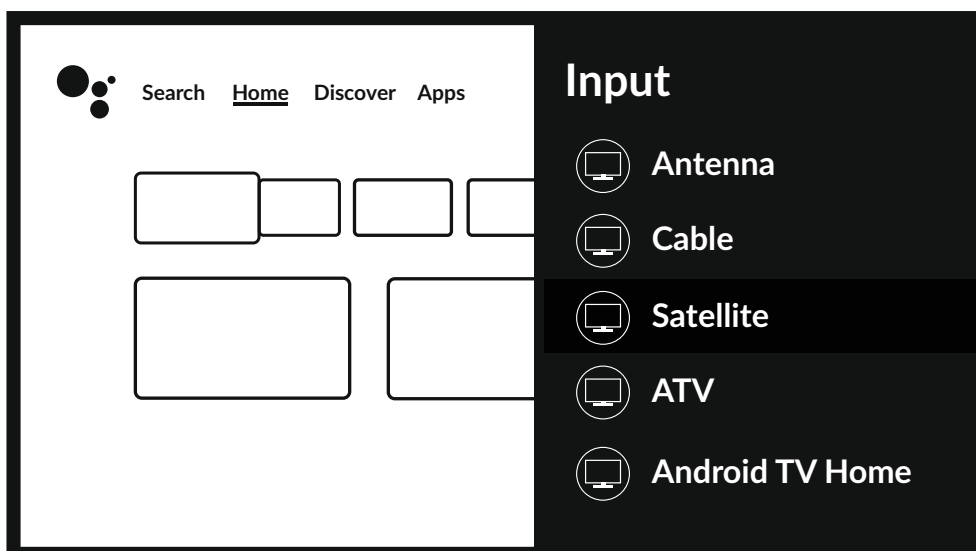 Search Home Discover Apps
Input
Antenna
Cable
Satellite
ATV
Android TV Home